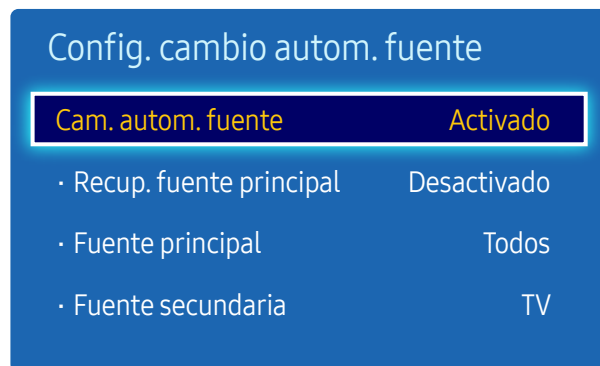 Config. cambio autom. fuente
Cam. autom. fuente Activado
· Recup. fuente principal Desactivado
· Fuente principal Todos
· Fuente secundaria TV